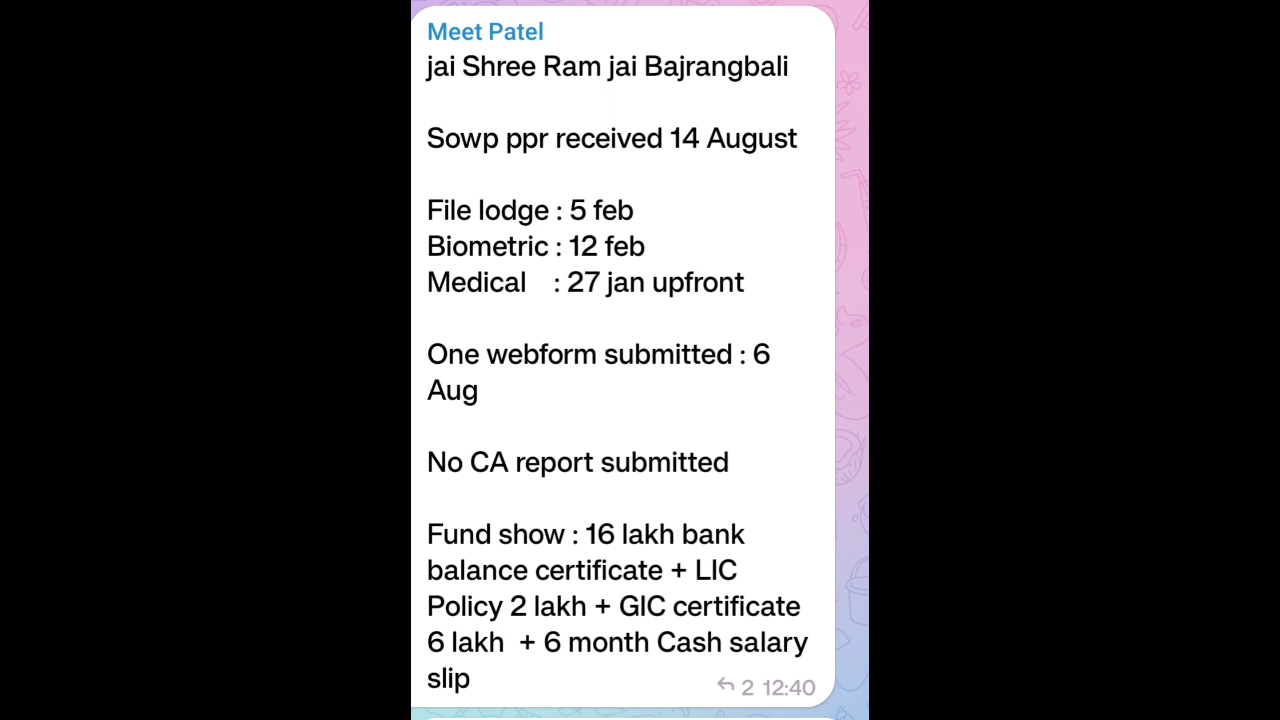 Meet Patel
jai Shree Ram jai Bajrangbali
Sowp ppr received 14 August
File lodge : 5 feb
Biometric : 12 feb
Medical : 27 jan upfront
One webform submitted : 6
Aug
No CA report submitted
Fund show : 16 lakh bank
balance certificate + LIC
Policy 2 lakh + GIC certificate
6 lakh + 6 month Cash salary
slip
2 12:40